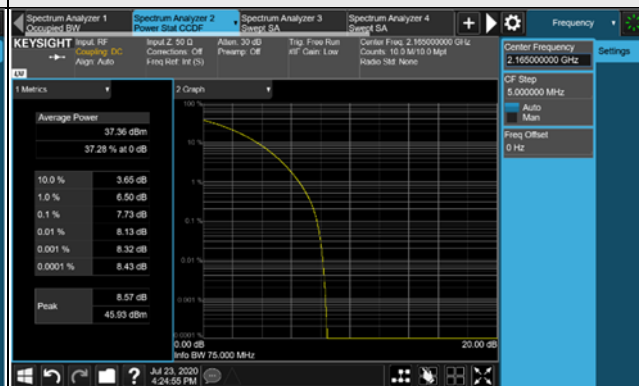 Spectrum Analyzer 1
Occupied BW
Spectrum Analyzer 2
Power Stat CCDF
Spectrum Analyzer 3
Swept SA
Spectrum Analyzer 4
Swept SA
Frequency
KEYSIGHT
Input: RF
Coupling: DC
Align: Auto
Input Z: 50 Ω
Corrections: Off
Freq Ref: Int (S)
Atten: 30 dB
Preamp: Off
Trig: Free Run
#IF Gain: Low
Center Freq: 2.165000000 GHz
Counts: 10.0 M/10.0 Mpt
Radio Std: None
Center Frequency
2.165000000 GHz
Settings
CF Step
5.000000 MHz
Auto
Man
Freq Offset
0 Hz
1 Metrics
2 Graph
Average Power
37.36 dBm
37.28 % at 0 dB
10.0 % 3.65 dB
1.0 % 6.50 dB
0.1 % 7.73 dB
0.01 % 8.13 dB
0.001 % 8.32 dB
0.0001 % 8.43 dB
Peak
8.57 dB
45.93 dBm
100 %
10 %
1 %
0.1 %
0.01 %
0.001 %
0.0001 %
0.00 dB
20.00 dB
Info BW 75.000 MHz
Jul 23, 2020
4:24:55 PM